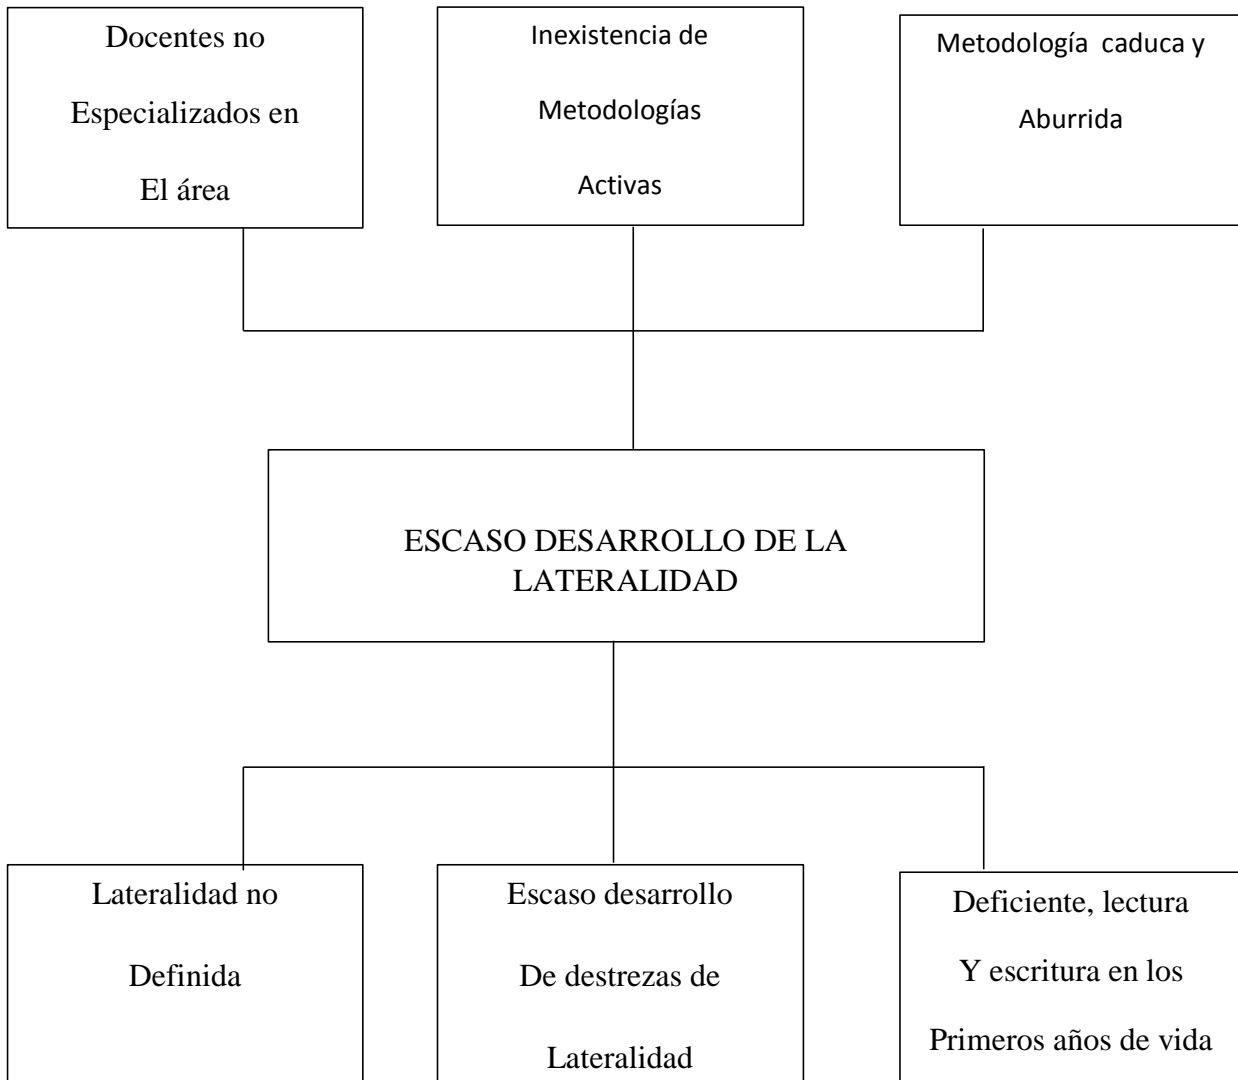 Docentes no
Especializados en
El área
Inexistencia de
Metodologías
Activas
Metodología  caduca y
Aburrida
ESCASO DESARROLLO DE LA
LATERALIDAD
Lateralidad no
Definida
Escaso desarrollo
De destrezas de
Lateralidad
Deficiente, lectura
Y escritura en los
Primeros años de vida